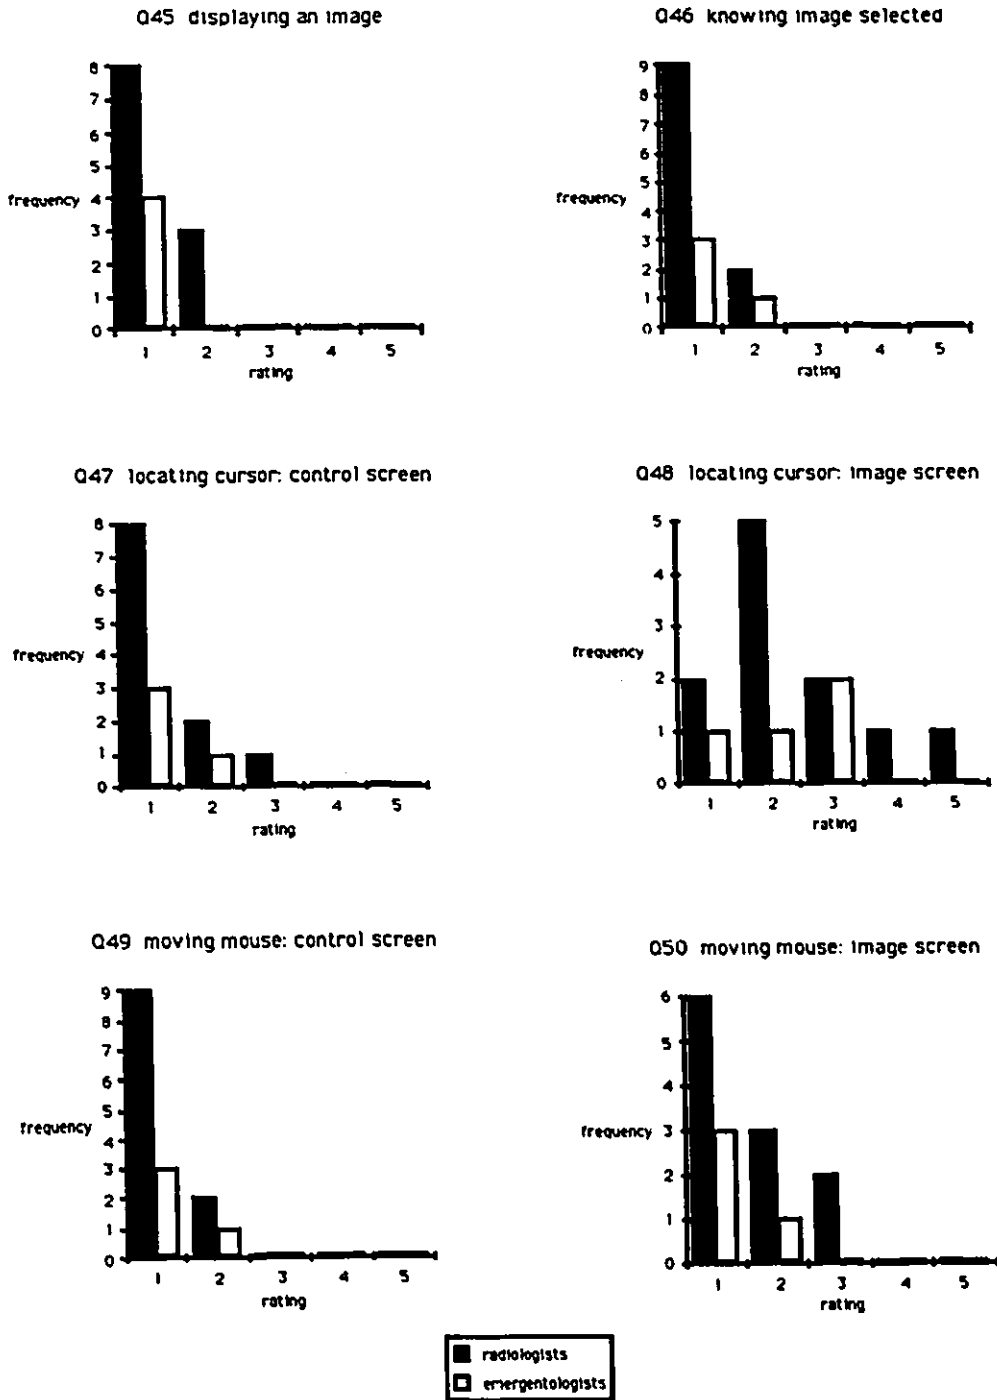 Q45 displaying an image
8
7
6
5
frequency 4
3
2
1
0
1 2 3 4 5
rating
Q46 knowing image selected
9
8
7
6
5
frequency
4
3
2
1
0
1 2 3 4 5
rating
Q47 locating cursor: control screen
8
7
6
5
frequency
4
3
2
1
0
1 2 3 4 5
rating
Q48 locating cursor: image screen
5
4
3
frequency
2
1
0
1 2 3 4 5
rating
Q49 moving mouse: control screen
9
8
7
6
5
frequency
4
3
2
1
0
1 2 3 4 5
rating
Q50 moving mouse: image screen
6
5
4
frequency 3
2
1
0
1 2 3 4 5
rating
radiologists
emergentologists